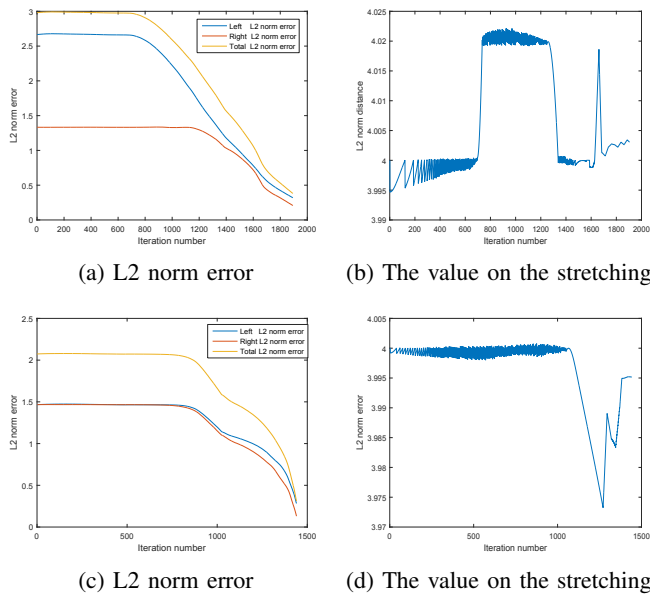 3
2.5
2
1.5
1
0.5
0
L2 norm error
Left L2 norm error
Right L2 norm error
Total L2 norm error
0 200 400 600 800 1000 1200 1400 1600 1800 2000
Iteration number
(a) L2 norm error
4.025
4.02
4.015
4.01
4.005
4
3.995
3.99
L2 norm distance
0 200 400 600 800 1000 1200 1400 1600 1800 2000
Iteration number
(b) The value on the stretching
2.5
2
1.5
1
0.5
0
L2 norm error
Left L2 norm error
Right L2 norm error
Total L2 norm error
0 500 1000 1500
Iteration number
(c) L2 norm error
4.005
4
3.995
3.99
3.985
3.98
3.975
3.97
L2 norm error
0 500 1000 1500
Iteration number
(d) The value on the stretching